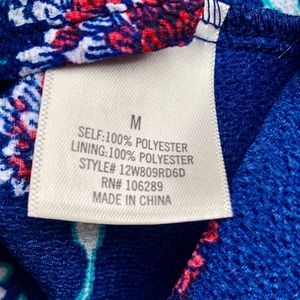 M
SELF:100% POLYESTER
LINING:100% POLYESTER
STYLE# 12W809RD6D
RN# 106289
MADE IN CHINA